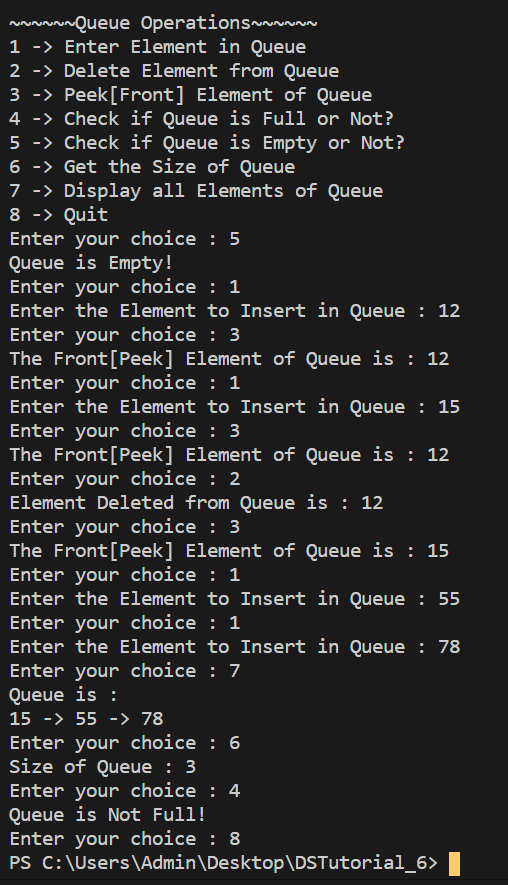 ~~~~~~Queue Operations~~~~~~
1 -> Enter Element in Queue
2 -> Delete Element from Queue
3 -> Peek[Front] Element of Queue
4 -> Check if Queue is Full or Not?
5 -> Check if Queue is Empty or Not?
6 -> Get the Size of Queue
7 -> Display all Elements of Queue
8 -> Quit
Enter your choice : 5
Queue is Empty!
Enter your choice : 1
Enter the Element to Insert in Queue : 12
Enter your choice : 3
The Front[Peek] Element of Queue is : 12
Enter your choice : 1
Enter the Element to Insert in Queue : 15
Enter your choice : 3
The Front[Peek] Element of Queue is : 12
Enter your choice : 2
Element Deleted from Queue is : 12
Enter your choice : 3
The Front[Peek] Element of Queue is : 15
Enter your choice : 1
Enter the Element to Insert in Queue : 55
Enter your choice : 1
Enter the Element to Insert in Queue : 78
Enter your choice : 7
Queue is :
15 -> 55 -> 78
Enter your choice : 6
Size of Queue : 3
Enter your choice : 4
Queue is Not Full!
Enter your choice : 8
PS C:\Users\Admin\Desktop\DSTutorial_6>